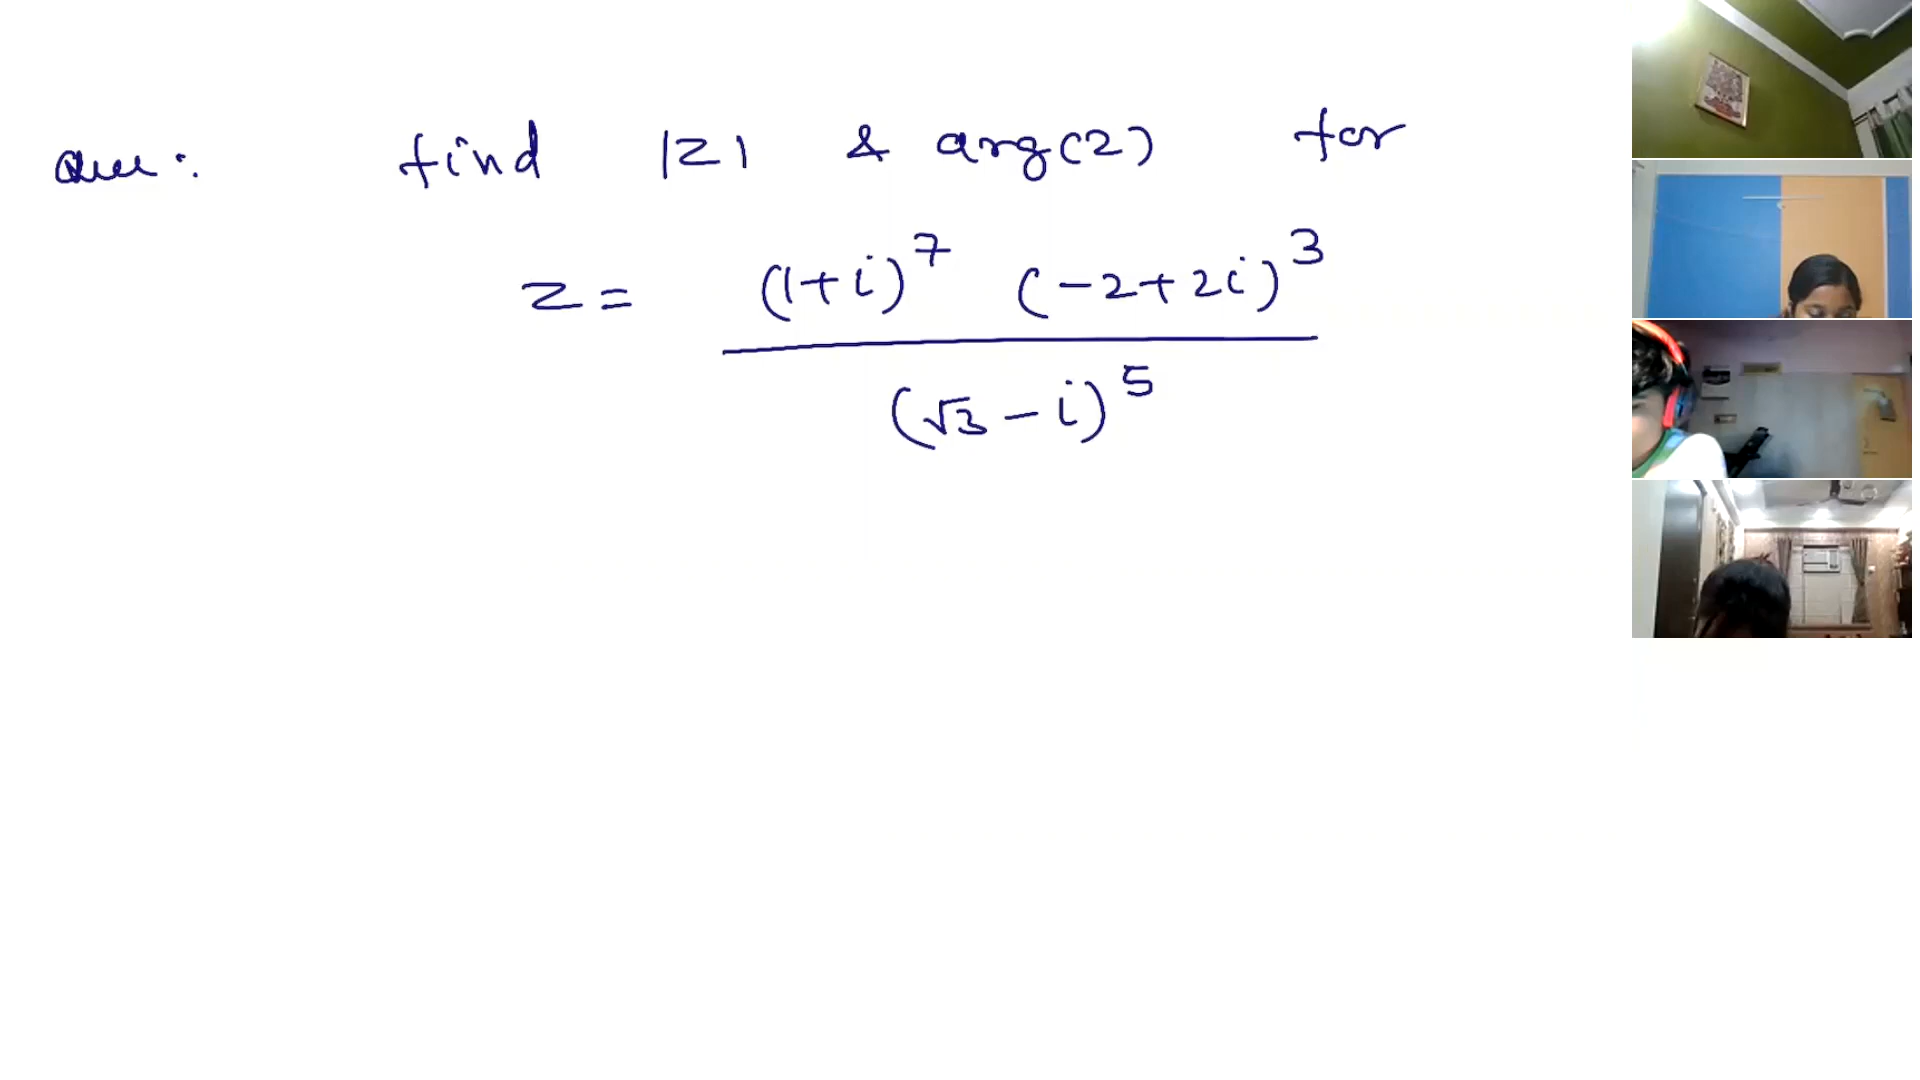 Que: find |z| & arg(z) for
z = (1+i)^7 (-2+2i)^3
(√3 - i)^5